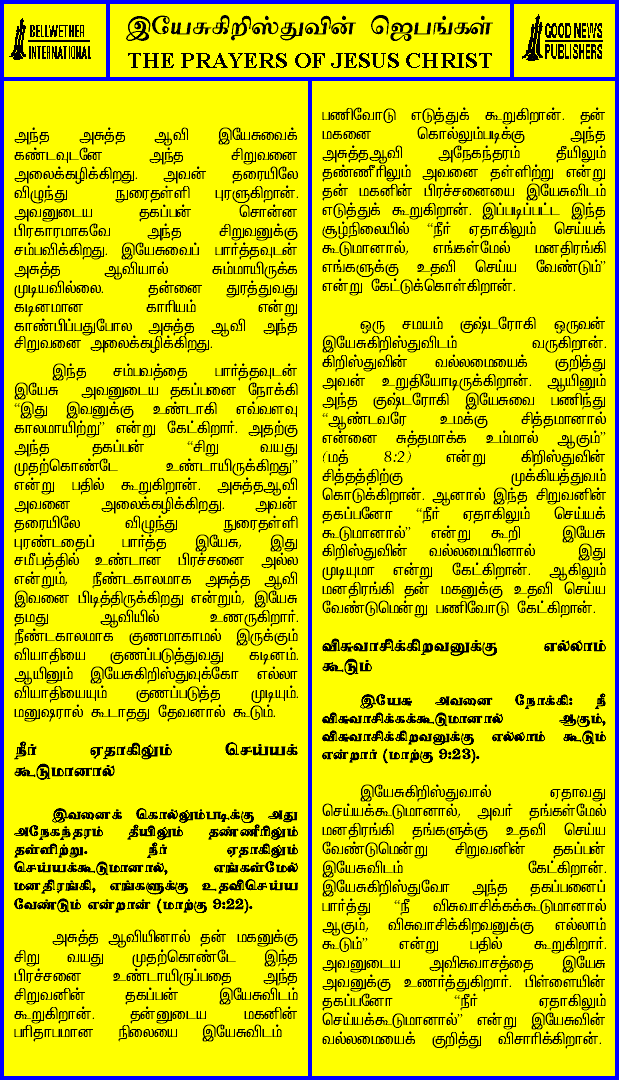 BELLWETHER
INTERNATIONAL
இயேசுகிறிஸ்துவின் ஜெபங்கள்
THE PRAYERS OF JESUS CHRIST
GOOD NEWS
PUBLISHERS
அந்த அசுத்த ஆவி இயேசுவைக்
கண்டவுடனே அந்த சிறுவனை
அலைக்கழிக்கிறது. அவன் தரையிலே
விழுந்து நுரைதள்ளி புரளுகிறான்.
அவனுடைய தகப்பன் சொன்ன
பிரகாரமாகவே அந்த சிறுவனுக்கு
சம்பவிக்கிறது. இயேசுவைப் பார்த்தவுடன்
அசுத்த ஆவியால் சும்மாயிருக்க
முடியவில்லை. தன்னை துரத்துவது
கடினமான காரியம் என்று
காண்பிப்பதுபோல அசுத்த ஆவி அந்த
சிறுவனை அலைக்கழிக்கிறது.
இந்த சம்பவத்தை பார்த்தவுடன்
இயேசு அவனுடைய தகப்பனை நோக்கி
“இது இவனுக்கு உண்டாகி எவ்வளவு
காலமாயிற்று” என்று கேட்கிறார். அதற்கு
அந்த தகப்பன் “சிறு வயது
முதற்கொண்டே உண்டாயிருக்கிறது”
என்று பதில் கூறுகிறான். அசுத்தஆவி
அவனை அலைக்கழிக்கிறது. அவன்
தரையிலே விழுந்து நுரைதள்ளி
புரண்டதைப் பார்த்த இயேசு, இது
சமீபத்தில் உண்டான பிரச்சனை அல்ல
என்றும், நீண்டகாலமாக அசுத்த ஆவி
இவனை பிடித்திருக்கிறது என்றும், இயேசு
தமது ஆவியில் உணருகிறார்.
நீண்டகாலமாக குணமாகாமல் இருக்கும்
வியாதியை குணப்படுத்துவது கடினம்.
ஆயினும் இயேசுகிறிஸ்துவுக்கோ எல்லா
வியாதியையும் குணப்படுத்த முடியும்.
மனுஷரால் கூடாதது தேவனால் கூடும்.
நீர் ஏதாகிலும் செய்யக்
கூடுமானால்
இவனைக் கொல்லும்படிக்கு அது
அநேகந்தரம் தீயிலும் தண்ணீரிலும்
தள்ளிற்று. நீர் ஏதாகிலும்
செய்யக்கூடுமானால், எங்கள்மேல்
மனதிரங்கி, எங்களுக்கு உதவிசெய்ய
வேண்டும் என்றான் (மாற்கு 9:22).
அசுத்த ஆவியினால் தன் மகனுக்கு
சிறு வயது முதற்கொண்டே இந்த
பிரச்சனை உண்டாயிருப்பதை அந்த
சிறுவனின் தகப்பன் இயேசுவிடம்
கூறுகிறான். தன்னுடைய மகனின்
பரிதாபமான நிலையை இயேசுவிடம்
பணிவோடு எடுத்துக் கூறுகிறான். தன்
மகனை கொல்லும்படிக்கு அந்த
அசுத்தஆவி அநேகந்தரம் தீயிலும்
தண்ணீரிலும் அவனை தள்ளிற்று என்று
தன் மகனின் பிரச்சனையை இயேசுவிடம்
எடுத்துக் கூறுகிறான். இப்படிப்பட்ட இந்த
சூழ்நிலையில் “நீர் ஏதாகிலும் செய்யக்
கூடுமானால், எங்கள்மேல் மனதிரங்கி
எங்களுக்கு உதவி செய்ய வேண்டும்”
என்று கேட்டுக்கொள்கிறான்.
ஒரு சமயம் குஷ்டரோகி ஒருவன்
இயேசுகிறிஸ்துவிடம் வருகிறான்.
கிறிஸ்துவின் வல்லமையைக் குறித்து
அவன் உறுதியோடிருக்கிறான். ஆயினும்
அந்த குஷ்டரோகி இயேசுவை பணிந்து
“ஆண்டவரே உமக்கு சித்தமானால்
என்னை சுத்தமாக்க உம்மால் ஆகும்”
(மத் 8:2) என்று கிறிஸ்துவின்
சித்தத்திற்கு முக்கியத்துவம்
கொடுக்கிறான். ஆனால் இந்த சிறுவனின்
தகப்பனோ “நீர் ஏதாகிலும் செய்யக்
கூடுமானால்” என்று கூறி இயேசு
கிறிஸ்துவின் வல்லமையினால் இது
முடியுமா என்று கேட்கிறான். ஆகிலும்
மனதிரங்கி தன் மகனுக்கு உதவி செய்ய
வேண்டுமென்று பணிவோடு கேட்கிறான்.
விசுவாசிக்கிறவனுக்கு எல்லாம்
கூடும்
இயேசு அவனை நோக்கி: நீ
விசுவாசிக்கக்கூடுமானால் ஆகும்,
விசுவாசிக்கிறவனுக்கு எல்லாம் கூடும்
என்றார் (மாற்கு 9:23).
இயேசுகிறிஸ்துவால் ஏதாவது
செய்யக்கூடுமானால், அவர் தங்கள்மேல்
மனதிரங்கி தங்களுக்கு உதவி செய்ய
வேண்டுமென்று சிறுவனின் தகப்பன்
இயேசுவிடம் கேட்கிறான்.
இயேசுகிறிஸ்துவோ அந்த தகப்பனைப்
பார்த்து “நீ விசுவாசிக்கக்கூடுமானால்
ஆகும், விசுவாசிக்கிறவனுக்கு எல்லாம்
கூடும்” என்று பதில் கூறுகிறார்.
அவனுடைய அவிசுவாசத்தை இயேசு
அவனுக்கு உணர்த்துகிறார். பிள்ளையின்
தகப்பனோ “நீர் ஏதாகிலும்
செய்யக்கூடுமானால்” என்று இயேசுவின்
வல்லமையைக் குறித்து விசாரிக்கிறான்.